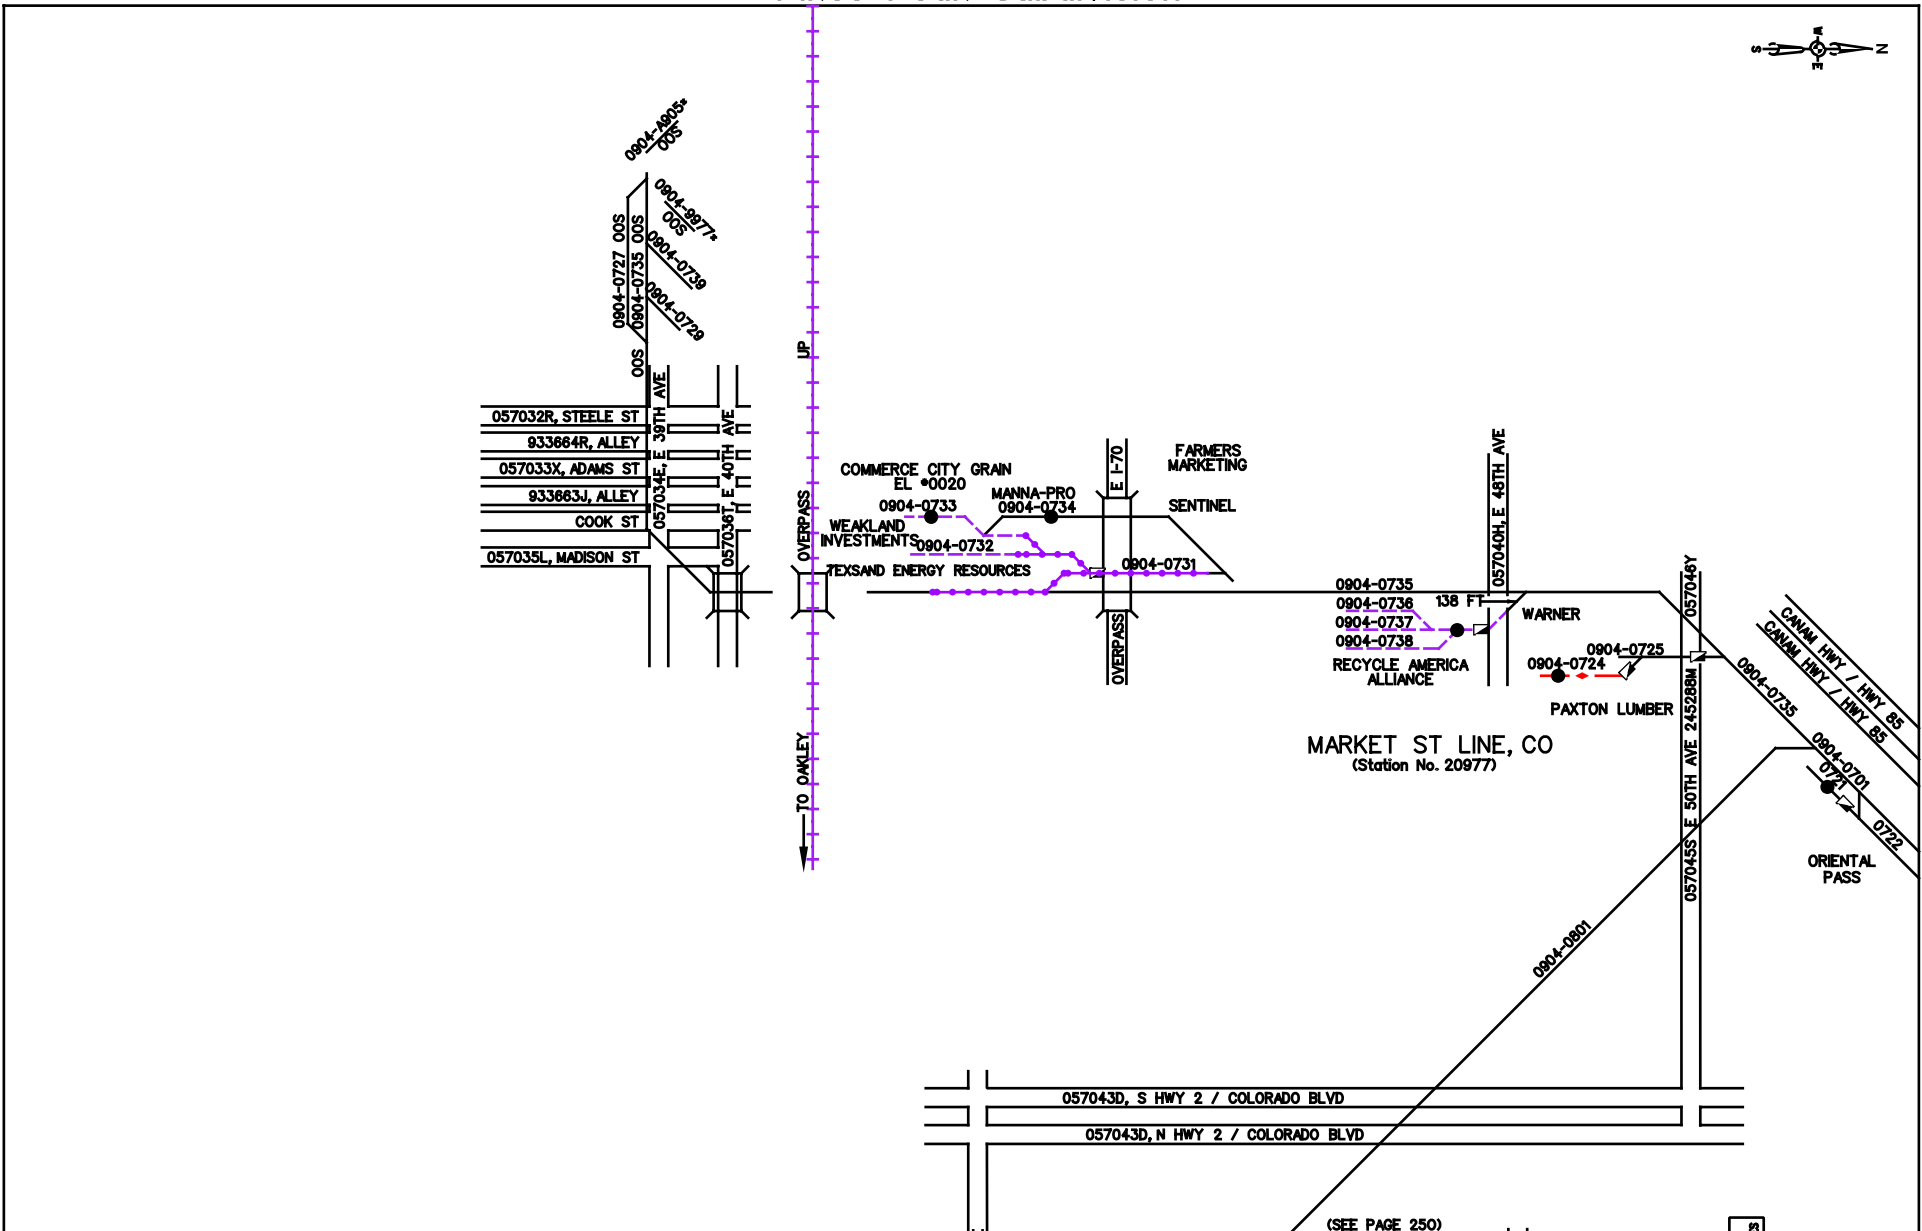 W
S
N
E
0904-A905*
OOS
0904-9977*
OOS
0904-0739
0904-0729
0904-0727 OOS
0904-0735 OOS
OOS
UP
057032R, STEELE ST
933664R, ALLEY
057033X, ADAMS ST
933663J, ALLEY
COOK ST
057035L, MADISON ST
057034E, E 39TH AVE
057036T, E 40TH AVE
OVERPASS
TO OAKLEY
COMMERCE CITY GRAIN
EL *0020
0904-0733
MANNA-PRO
0904-0734
WEAKLAND
INVESTMENTS
0904-0732
TEXSAND ENERGY RESOURCES
E I-70
OVERPASS
FARMERS
MARKETING
SENTINEL
0904-0731
0904-0735
0904-0736
0904-0737
0904-0738
138 FT
RECYCLE AMERICA
ALLIANCE
057040H, E 48TH AVE
WARNER
0904-0725
0904-0724
PAXTON LUMBER
MARKET ST LINE, CO
(Station No. 20977)
057046Y
057045S E 50TH AVE 245288M
CANAM HWY / HWY 85
CANAM HWY / HWY 85
0904-0735
0904-0701
0721
0722
ORIENTAL
PASS
0904-0801
057043D, S HWY 2 / COLORADO BLVD
057043D, N HWY 2 / COLORADO BLVD
(SEE PAGE 250)